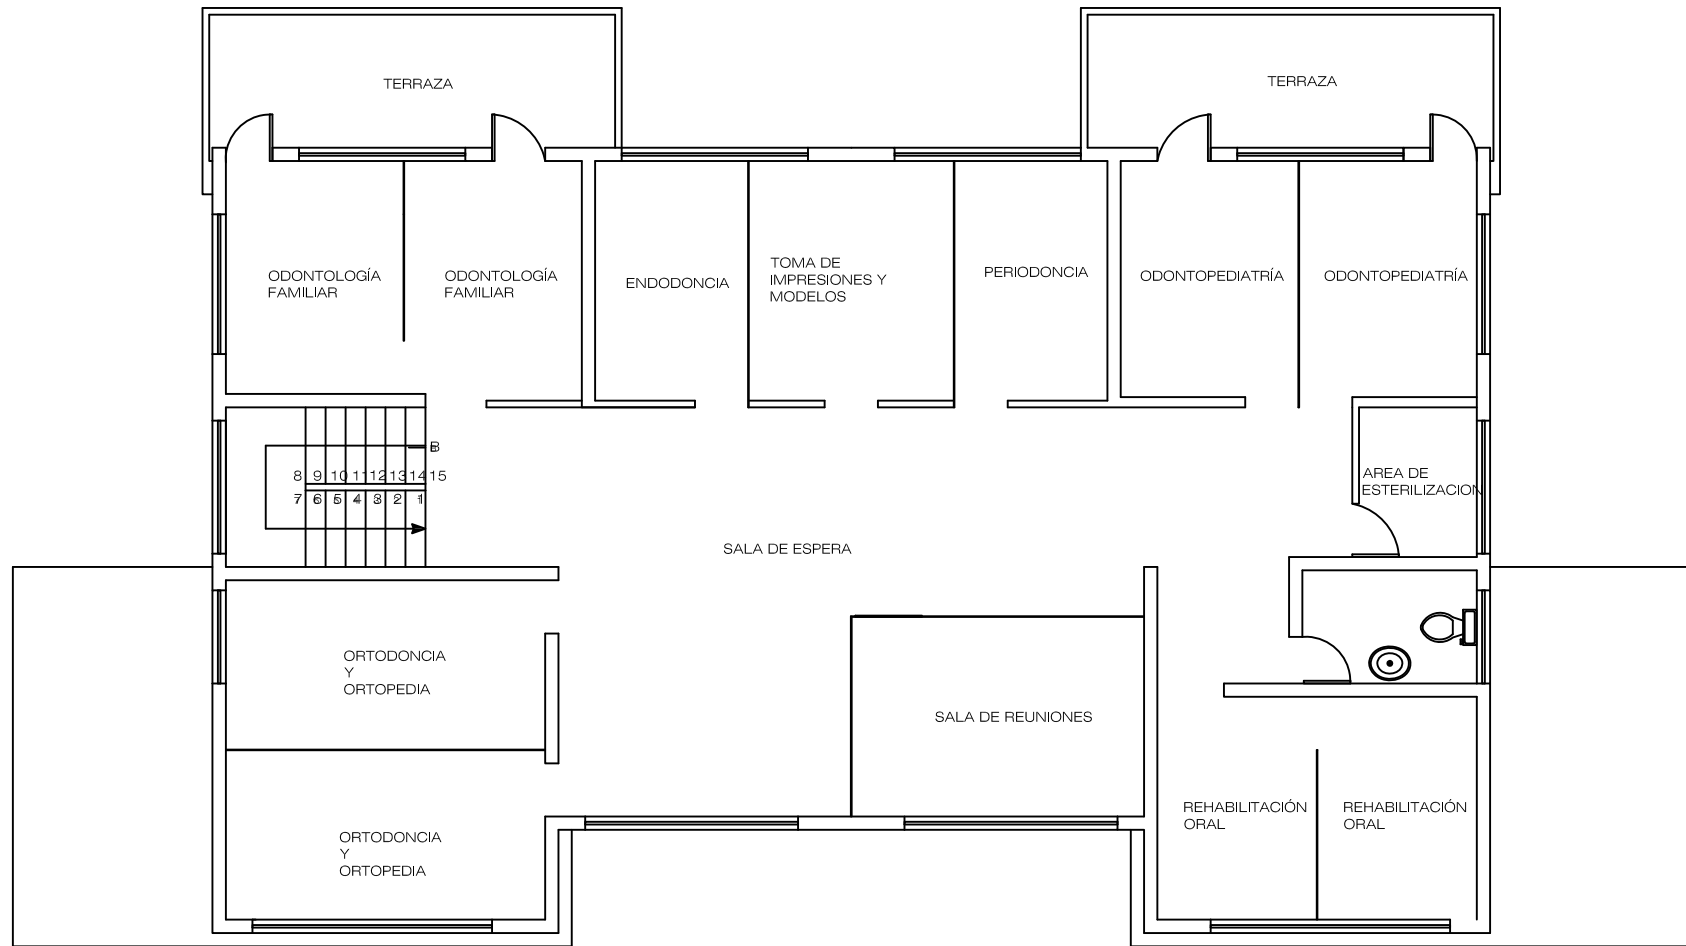 TERRAZA
TERRAZA
ODONTOLOGÍA
FAMILIAR
ODONTOLOGÍA
FAMILIAR
ENDODONCIA
TOMA DE
IMPRESIONES Y
MODELOS
PERIODONCIA
ODONTOPEDIATRÍA
ODONTOPEDIATRÍA
B
8 9 10 11 12 13 14 15
7 6 5 4 3 2 1
AREA DE
ESTERILIZACION
SALA DE ESPERA
ORTODONCIA
Y
ORTOPEDIA
SALA DE REUNIONES
ORTODONCIA
Y
ORTOPEDIA
REHABILITACIÓN
ORAL
REHABILITACIÓN
ORAL